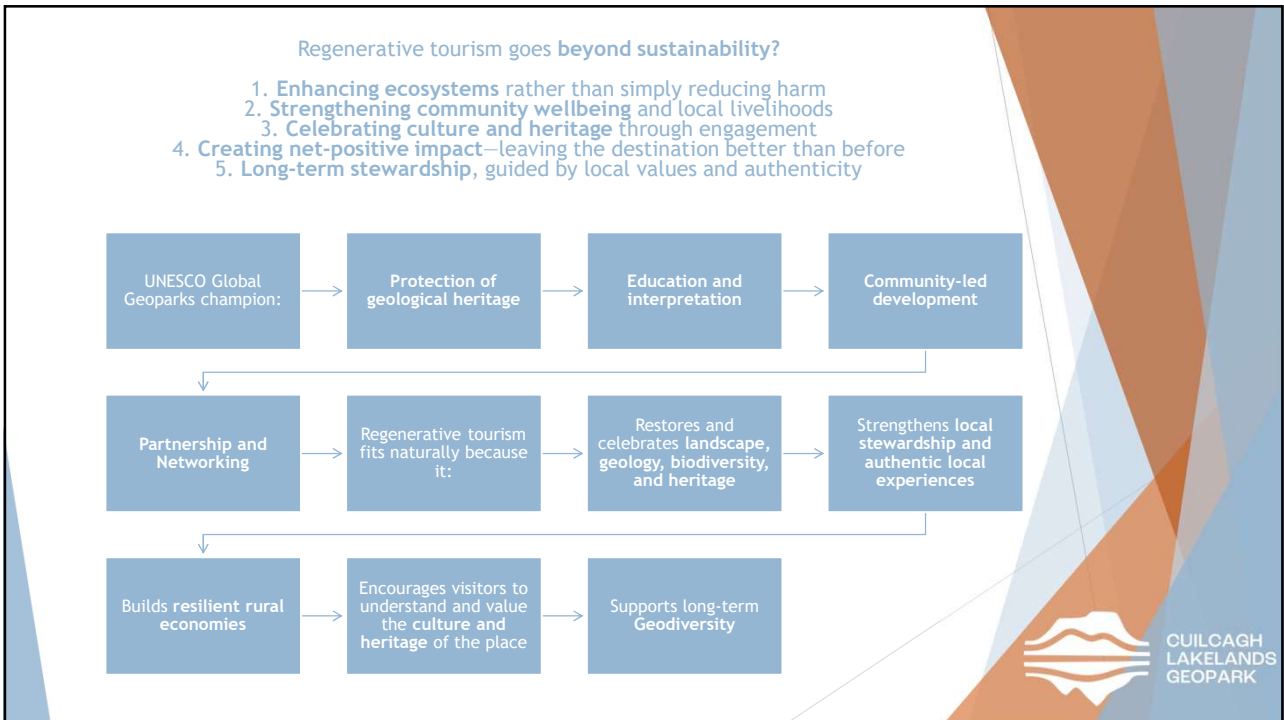 Regenerative tourism goes beyond sustainability?
1. Enhancing ecosystems rather than simply reducing harm
2. Strengthening community wellbeing and local livelihoods
3. Celebrating culture and heritage through engagement
4. Creating net-positive impact—leaving the destination better than before
5. Long-term stewardship, guided by local values and authenticity
UNESCO Global
Geoparks champion:
Protection of
geological heritage
Education and
interpretation
Community-led
development
Partnership and
Networking
Regenerative tourism
fits naturally because
it:
Restores and
celebrates landscape,
geology, biodiversity,
and heritage
Strengthens local
stewardship and
authentic local
experiences
Builds resilient rural
economies
Encourages visitors to
understand and value
the culture and
heritage of the place
Supports long-term
Geodiversity
CUILCAGH
LAKELANDS
GEOPARK